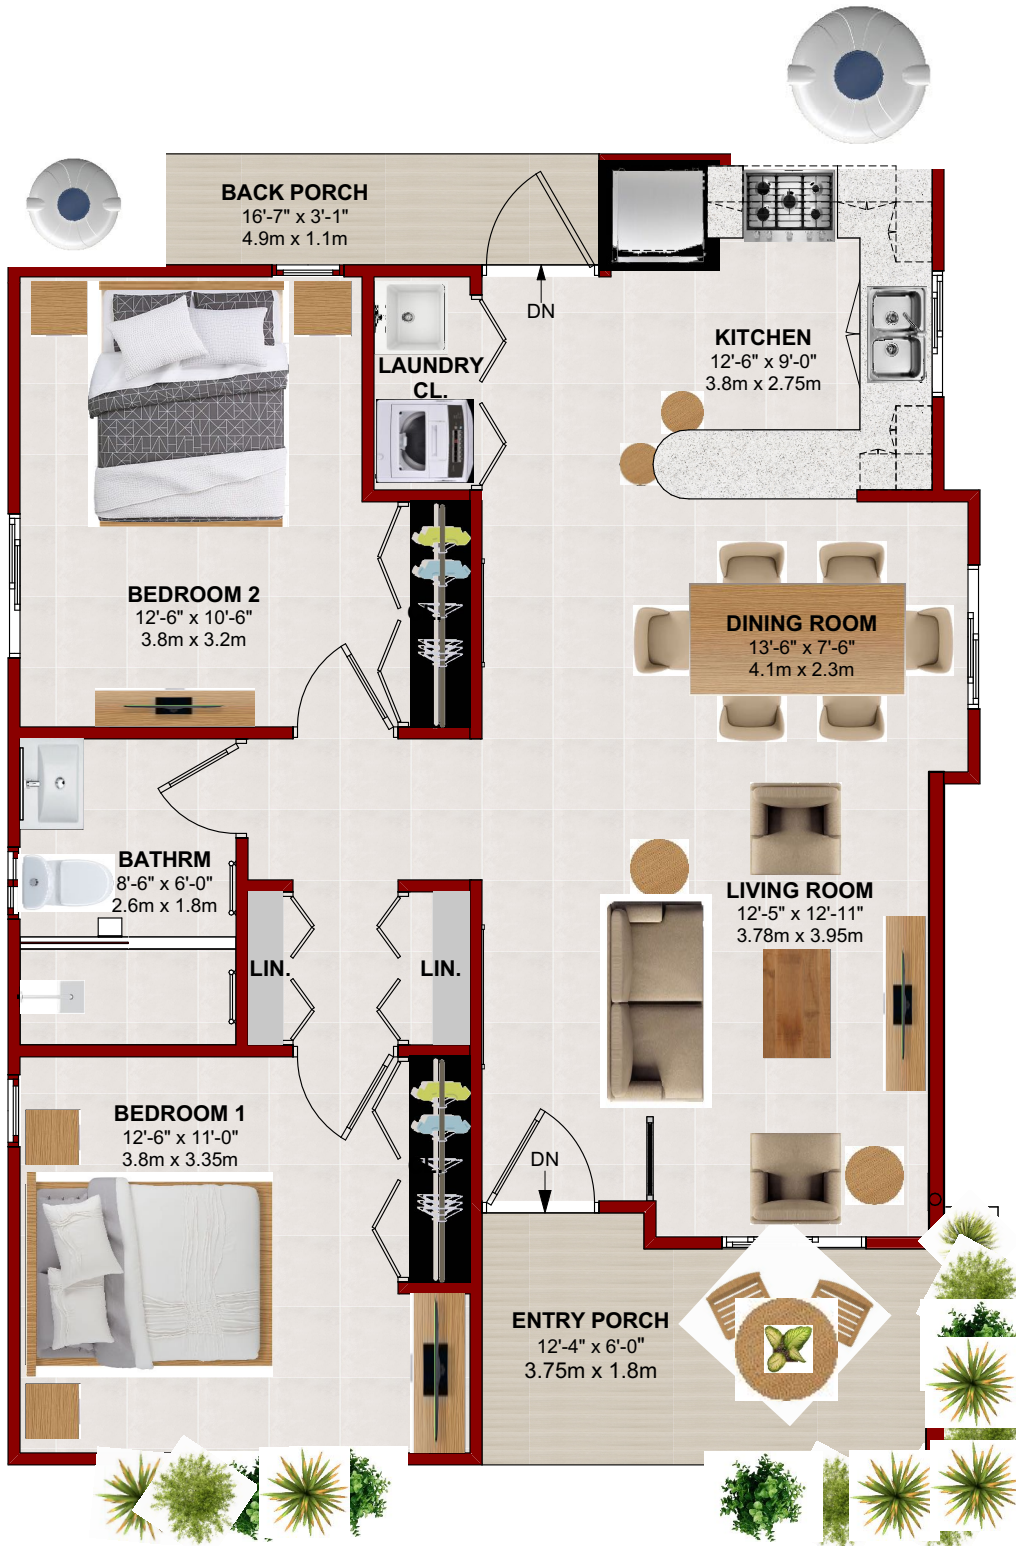 BACK PORCH
16'-7" x 3'-1"
4.9m x 1.1m
DN
KITCHEN
12'-6" x 9'-0"
3.8m x 2.75m
LAUNDRY
CL.
BEDROOM 2
12'-6" x 10'-6"
3.8m x 3.2m
DINING ROOM
13'-6" x 7'-6"
4.1m x 2.3m
BATHRM
8'-6" x 6'-0"
2.6m x 1.8m
LIVING ROOM
12'-5" x 12'-11"
3.78m x 3.95m
LIN.
LIN.
BEDROOM 1
12'-6" x 11'-0"
3.8m x 3.35m
DN
ENTRY PORCH
12'-4" x 6'-0"
3.75m x 1.8m